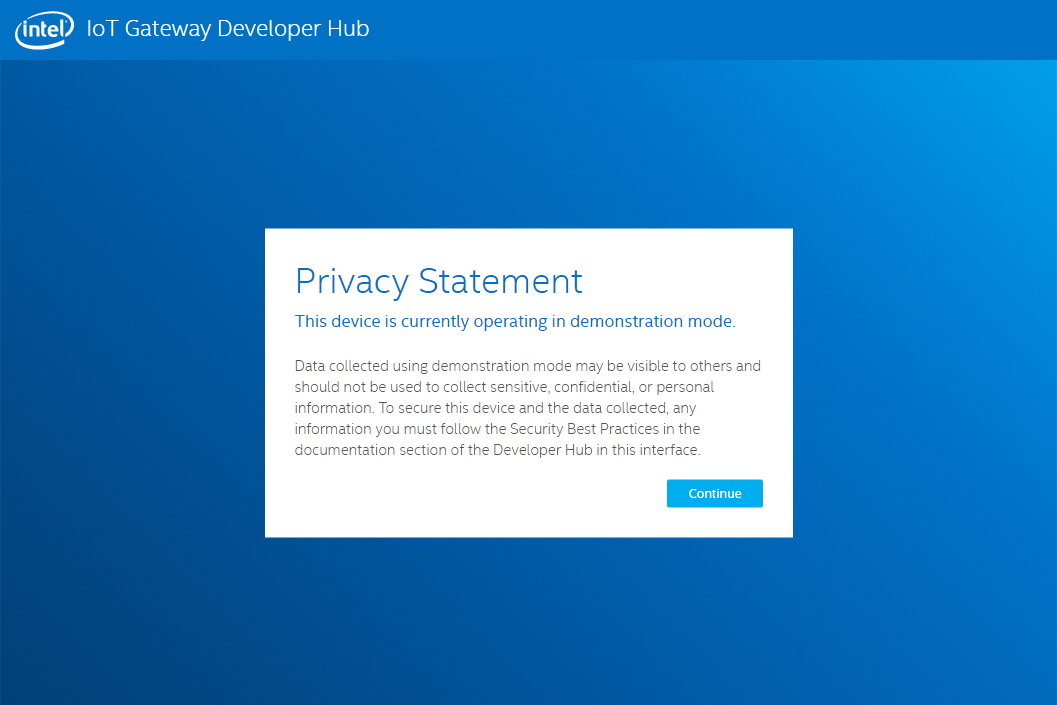 intel IoT Gateway Developer Hub
Privacy Statement
This device is currently operating in demonstration mode.
Data collected using demonstration mode may be visible to others and
should not be used to collect sensitive, confidential, or personal
information. To secure this device and the data collected, any
information you must follow the Security Best Practices in the
documentation section of the Developer Hub in this interface.
Continue